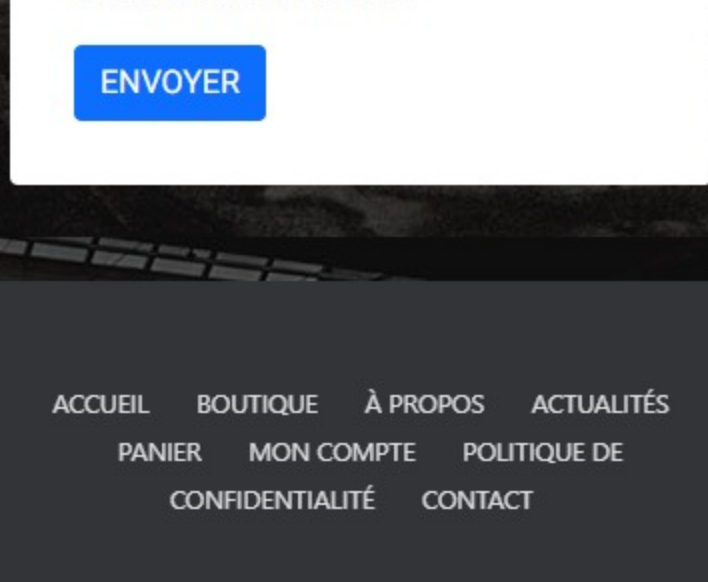 ENVOYER
ACCUEIL BOUTIQUE À PROPOS ACTUALITÉS
PANIER MON COMPTE POLITIQUE DE
CONFIDENTIALITÉ CONTACT